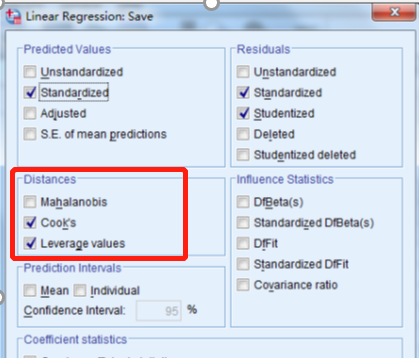 Linear Regression: Save
Predicted Values
Unstandardized
Standardized
Adjusted
S.E. of mean predictions
Residuals
Unstandardized
Standardized
Studentized
Deleted
Studentized deleted
Distances
Mahalanobis
Cook's
Leverage values
Influence Statistics
DfBeta(s)
Standardized DfBeta(s)
DfFit
Standardized DfFit
Covariance ratio
Prediction Intervals
Mean Individual
Confidence Interval: 95 %
Coefficient statistics